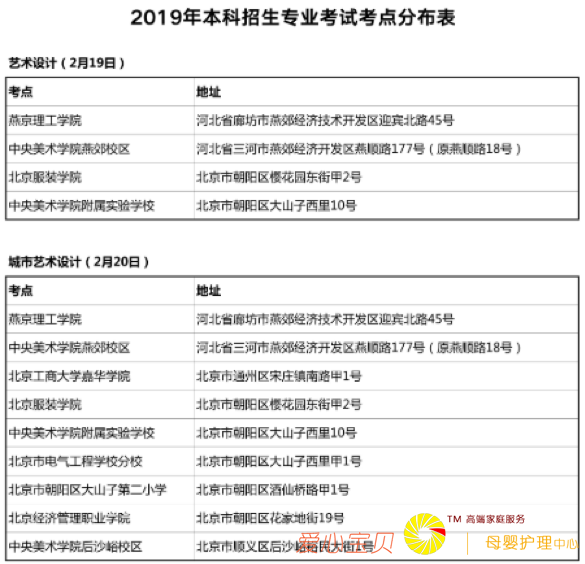 2019年本科招生专业考试考点分布表
艺术设计（2月19日）
考点 地址
燕京理工学院 河北省廊坊市燕郊经济技术开发区迎宾北路45号
中央美术学院燕郊校区 河北省三河市燕郊经济开发区燕顺路177号（原燕顺路18号）
北京服装学院 北京市朝阳区樱花园东街甲2号
中央美术学院附属实验学校 北京市朝阳区大山子西里10号
城市艺术设计（2月20日）
考点 地址
燕京理工学院 河北省廊坊市燕郊经济技术开发区迎宾北路45号
中央美术学院燕郊校区 河北省三河市燕郊经济开发区燕顺路177号（原燕顺路18号）
北京工商大学嘉华学院 北京市通州区宋庄镇南路甲1号
北京服装学院 北京市朝阳区樱花园东街甲2号
中央美术学院附属实验学校 北京市朝阳区大山子西里10号
北京市电气工程学校分校 北京市朝阳区大山子西里甲1号
北京市朝阳区大山子第二小学 北京市朝阳区酒仙桥路甲1号
北京经济管理职业学院 北京市朝阳区花家地街19号
中央美术学院后沙峪校区 北京市顺义区后沙峪裕民大街1号
爱心宝贝
TM 高端家庭服务
母婴护理中心